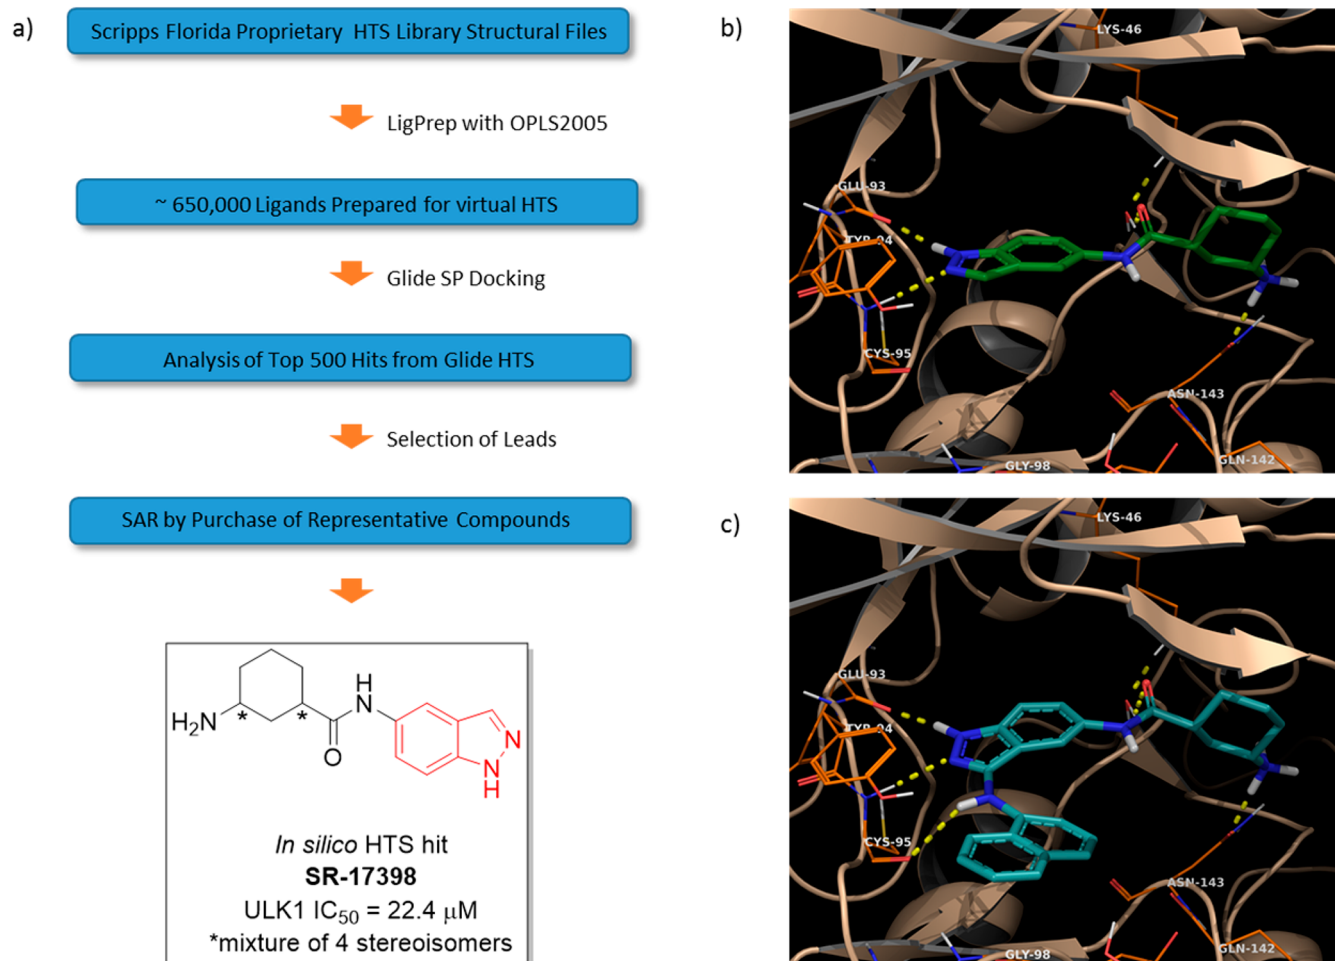 a)
Scripps Florida Proprietary HTS Library Structural Files
LigPrep with OPLS2005
~ 650,000 Ligands Prepared for virtual HTS
Glide SP Docking
Analysis of Top 500 Hits from Glide HTS
Selection of Leads
SAR by Purchase of Representative Compounds
H₂N
*
*
H
N
O
N
N
H
In silico HTS hit
SR-17398
ULK1 IC₅₀ = 22.4 μM
*mixture of 4 stereoisomers
b)
LYS-46
GLU-93
TYR-94
CYS-95
ASN-143
GLN-142
GLY-98
c)
LYS-46
GLU-93
TYR-94
CYS-95
ASN-143
GLN-142
GLY-98